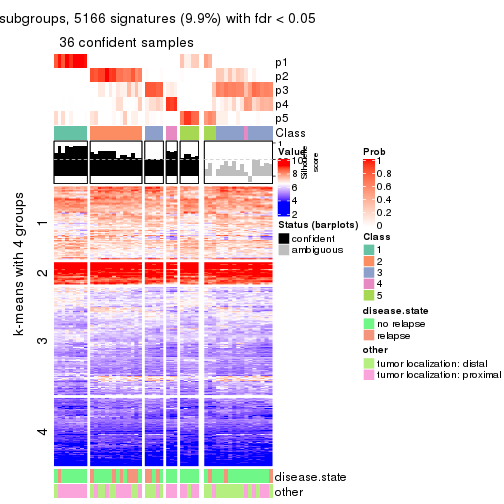 subgroups, 5166 signatures (9.9%) with fdr < 0.05
36 confident samples
p1
p2
p3
p4
p5
Class
1
Silhouette
score
k-means with 4 groups
1
2
3
4
disease.state
other
Value
10
8
6
4
2
Status (barplots)
confident
ambiguous
Prob
1
0.8
0.6
0.4
0.2
0
Class
1
2
3
4
5
disease.state
no relapse
relapse
other
tumor localization: distal
tumor localization: proximal